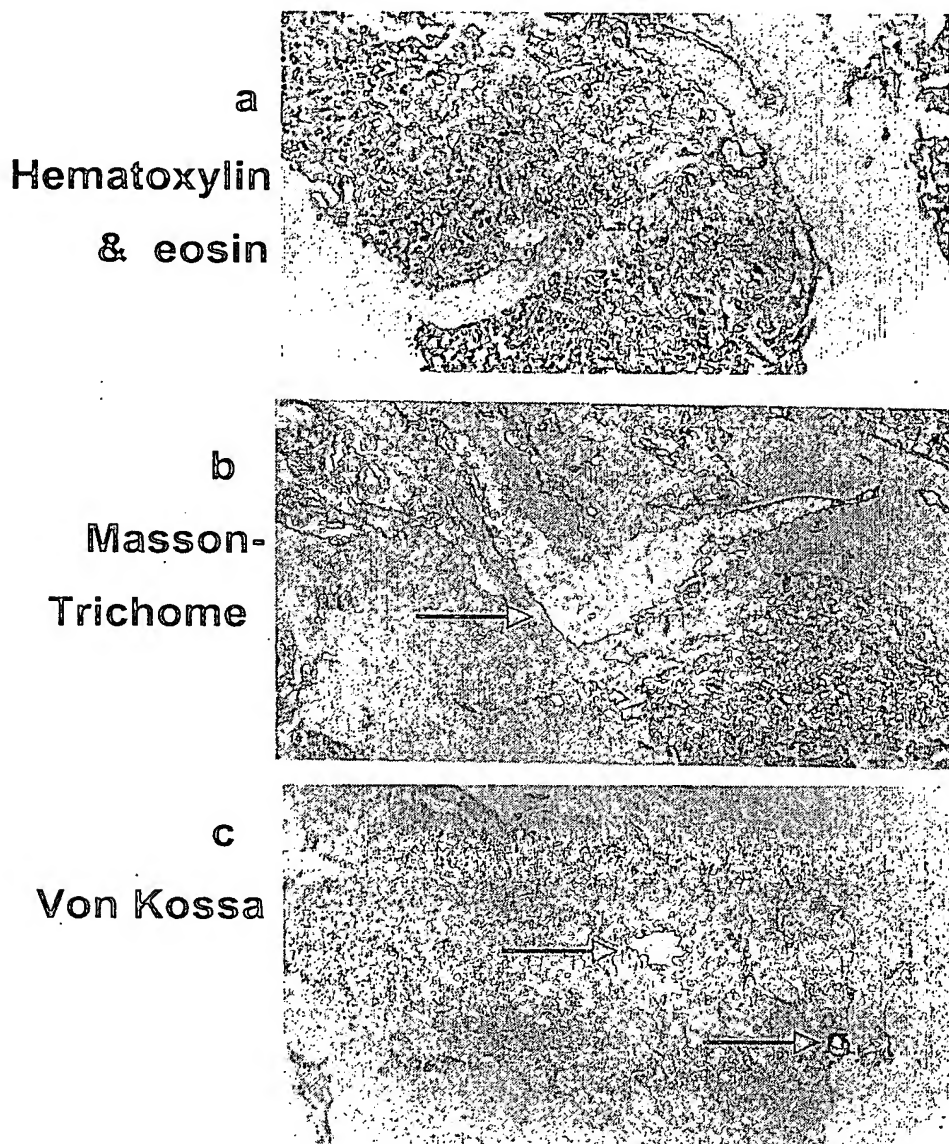 a
Hematoxylin
& eosin
b
Masson-
Trichome
c
Von Kossa